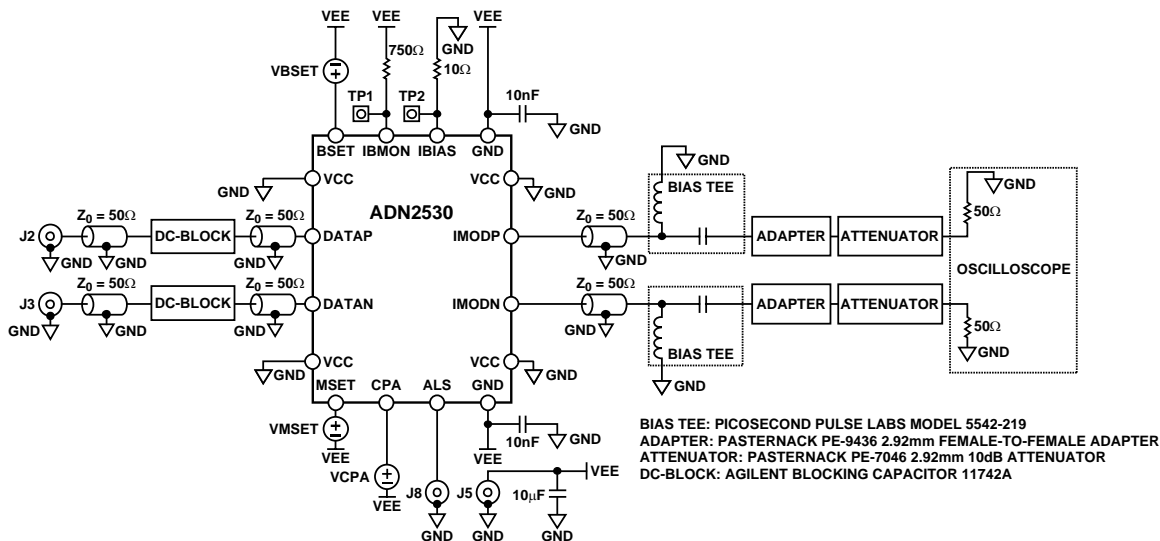 VEE
VEE
GND
VEE
VBSET
750Ω
10Ω
TP1
TP2
10nF
GND
BSET
IBMON
IBIAS
GND
GND
VCC
VCC
GND
GND
BIAS TEE
ADN2530
GND
50Ω
J2
Z0 = 50Ω
DC-BLOCK
Z0 = 50Ω
DATAP
IMODP
Z0 = 50Ω
ADAPTER
ATTENUATOR
GND
GND
GND
GND
OSCILLOSCOPE
J3
Z0 = 50Ω
DC-BLOCK
Z0 = 50Ω
DATAN
IMODN
Z0 = 50Ω
ADAPTER
ATTENUATOR
50Ω
GND
GND
GND
GND
GND
BIAS TEE
GND
GND
VCC
VCC
GND
MSET
CPA
ALS
GND
VMSET
VEE
10nF
GND
VEE
VCPA
VEE
J8
GND
J5
GND
10µF
GND
VEE
BIAS TEE: PICOSECOND PULSE LABS MODEL 5542-219
ADAPTER: PASTERNACK PE-9436 2.92mm FEMALE-TO-FEMALE ADAPTER
ATTENUATOR: PASTERNACK PE-7046 2.92mm 10dB ATTENUATOR
DC-BLOCK: AGILENT BLOCKING CAPACITOR 11742A